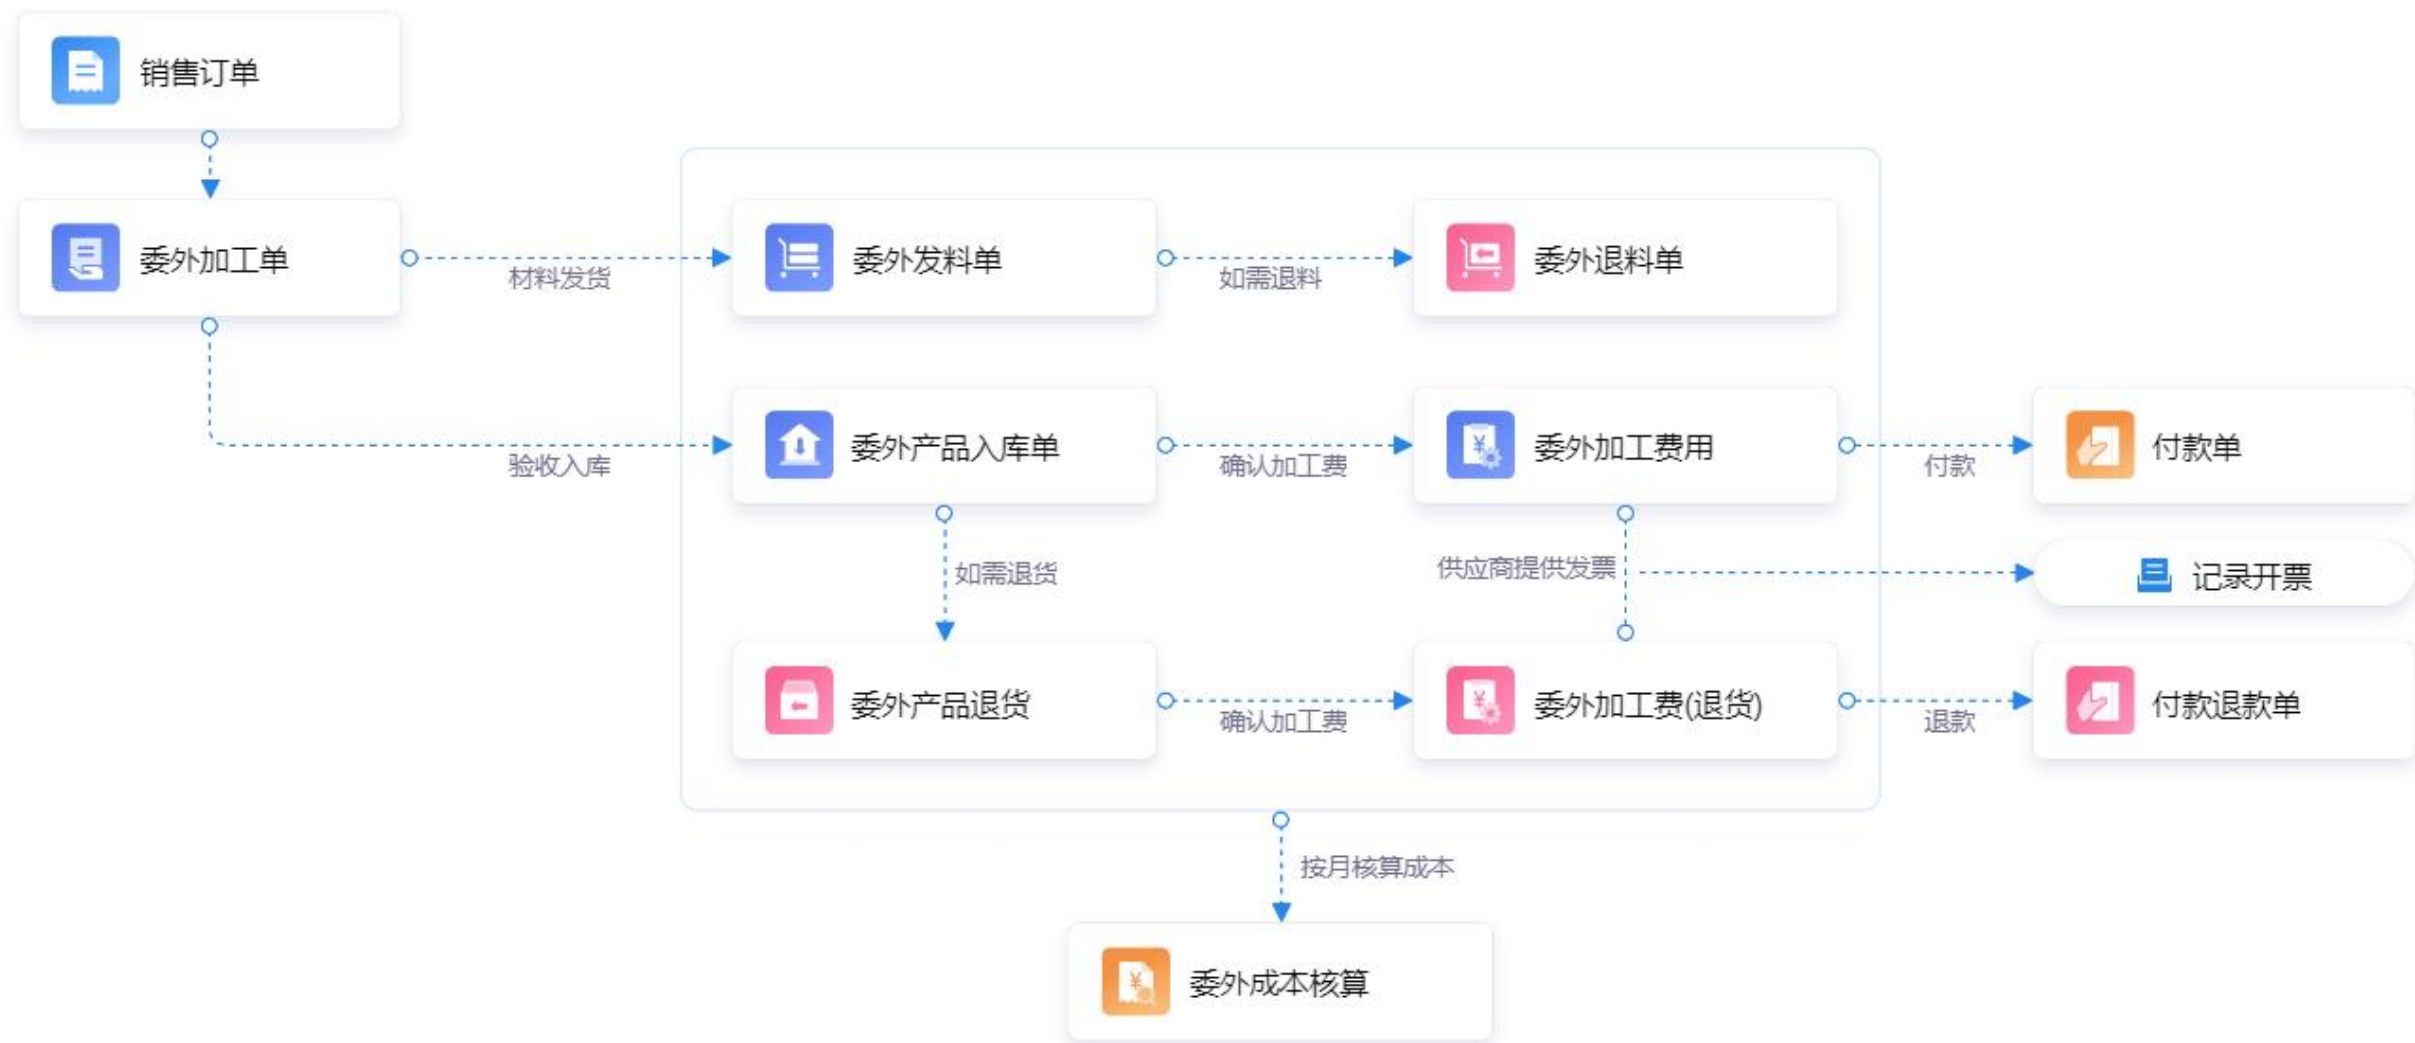 销售订单
委外加工单
材料发货
委外发料单
如需退料
委外退料单
验收入库
委外产品入库单
确认加工费
委外加工费用
付款
付款单
如需退货
供应商提供发票
记录开票
委外产品退货
确认加工费
委外加工费(退货)
退款
付款退款单
按月核算成本
委外成本核算